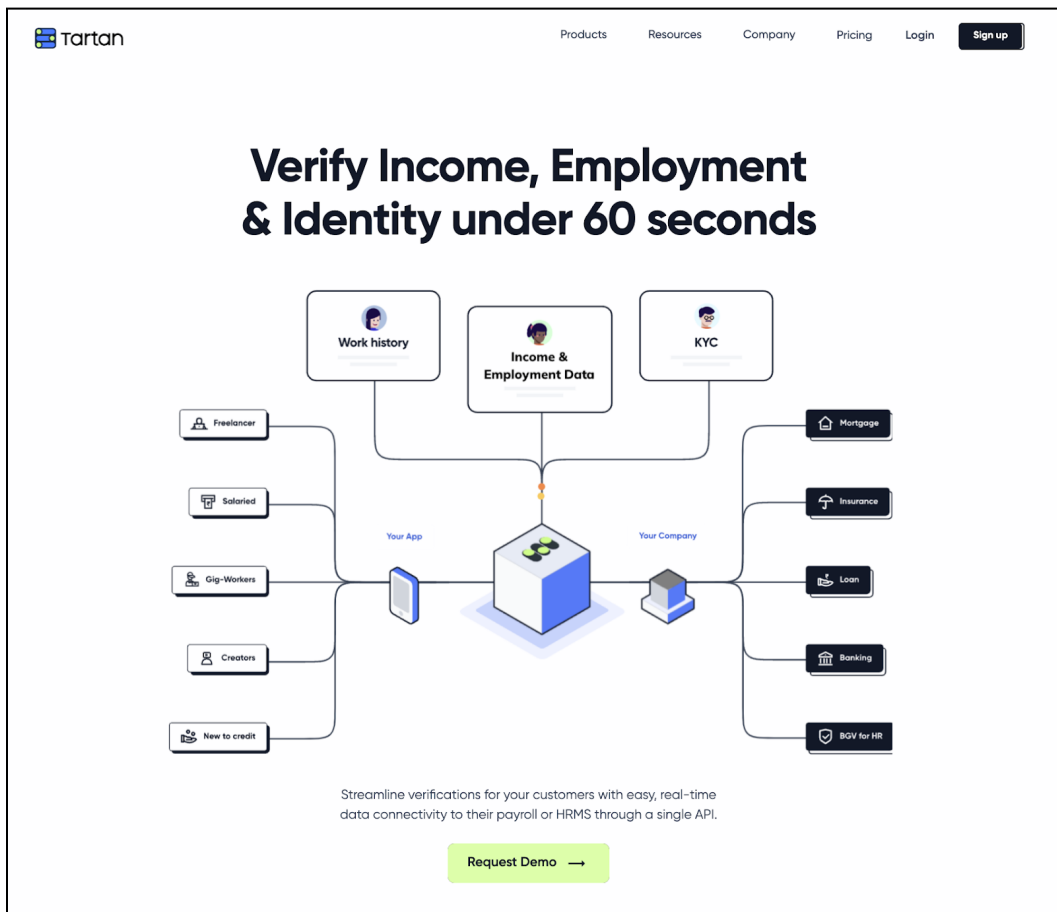 Tartan
Products
Resources
Company
Pricing
Login
Sign up
Verify Income, Employment
& Identity under 60 seconds
Work history
Income &
Employment Data
KYC
Freelancer
Salaried
Gig-Workers
Creators
New to credit
Your App
Your Company
Mortgage
Insurance
Loan
Banking
BGV for HR
Streamline verifications for your customers with easy, real-time
data connectivity to their payroll or HRMS through a single API.
Request Demo